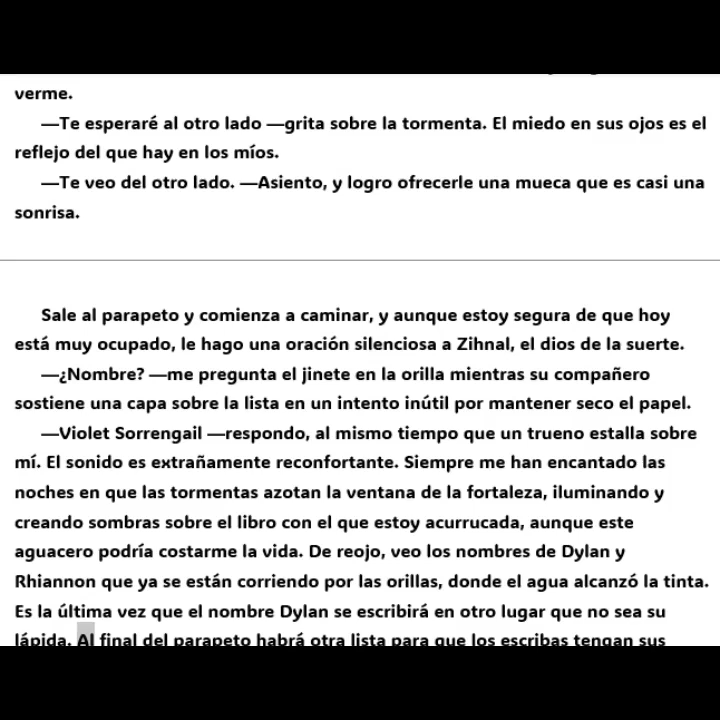 verme.
—Te esperaré al otro lado —grita sobre la tormenta. El miedo en sus ojos es el
reflejo del que hay en los míos.
—Te veo del otro lado. —Asiento, y logro ofrecerle una mueca que es casi una
sonrisa.
Sale al parapeto y comienza a caminar, y aunque estoy segura de que hoy
está muy ocupado, le hago una oración silenciosa a Zihnal, el dios de la suerte.
—¿Nombre? —me pregunta el jinete en la orilla mientras su compañero
sostiene una capa sobre la lista en un intento inútil por mantener seco el papel.
—Violet Sorrengail —respondo, al mismo tiempo que un trueno estalla sobre
mí. El sonido es extrañamente reconfortante. Siempre me han encantado las
noches en que las tormentas azotan la ventana de la fortaleza, iluminando y
creando sombras sobre el libro con el que estoy acurrucada, aunque este
aguacero podría costarme la vida. De reojo, veo los nombres de Dylan y
Rhiannon que ya se están corriendo por las orillas, donde el agua alcanzó la tinta.
Es la última vez que el nombre Dylan se escribirá en otro lugar que no sea su
lápida. Al final del parapeto habrá otra lista para que los escribas tengan sus